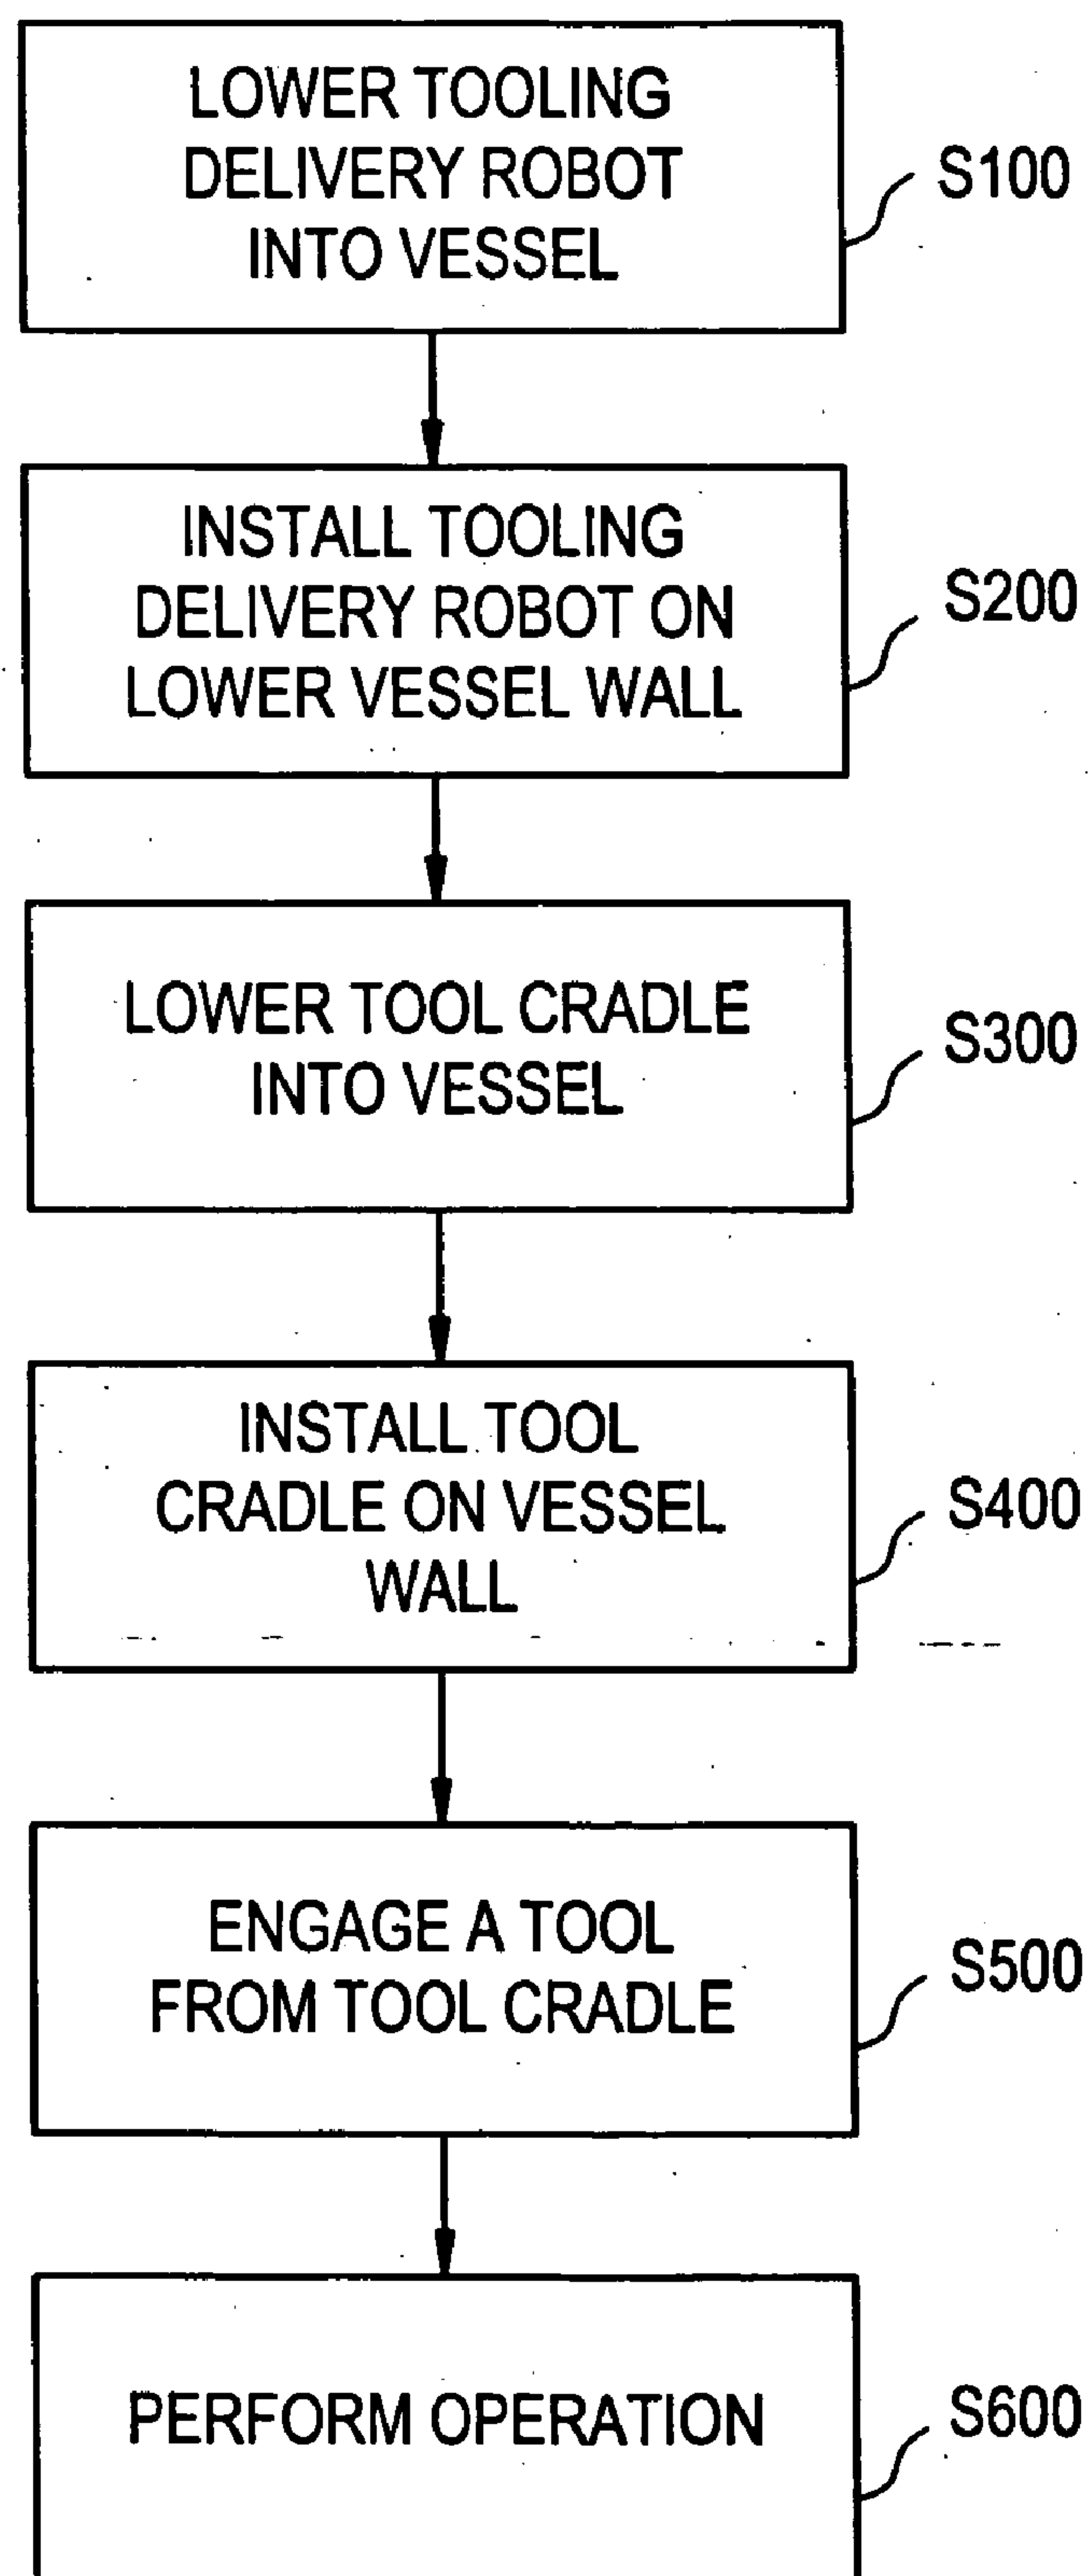 LOWER TOOLING
DELIVERY ROBOT
INTO VESSEL
S100
INSTALL TOOLING
DELIVERY ROBOT ON
LOWER VESSEL WALL
S200
LOWER TOOL CRADLE
INTO VESSEL
S300
INSTALL TOOL
CRADLE ON VESSEL
WALL
S400
ENGAGE A TOOL
FROM TOOL CRADLE
S500
PERFORM OPERATION
S600